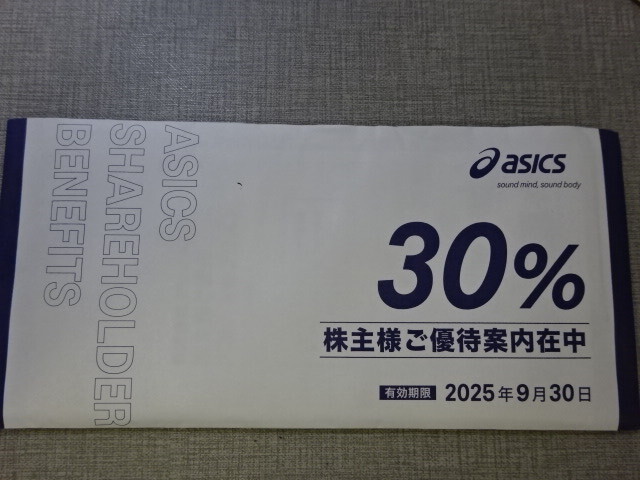 ASICS
SHAREHOLDER
BENEFITS
asics
sound mind, sound body
30%
株主様ご優待案内在中
有効期限 2025年9月30日